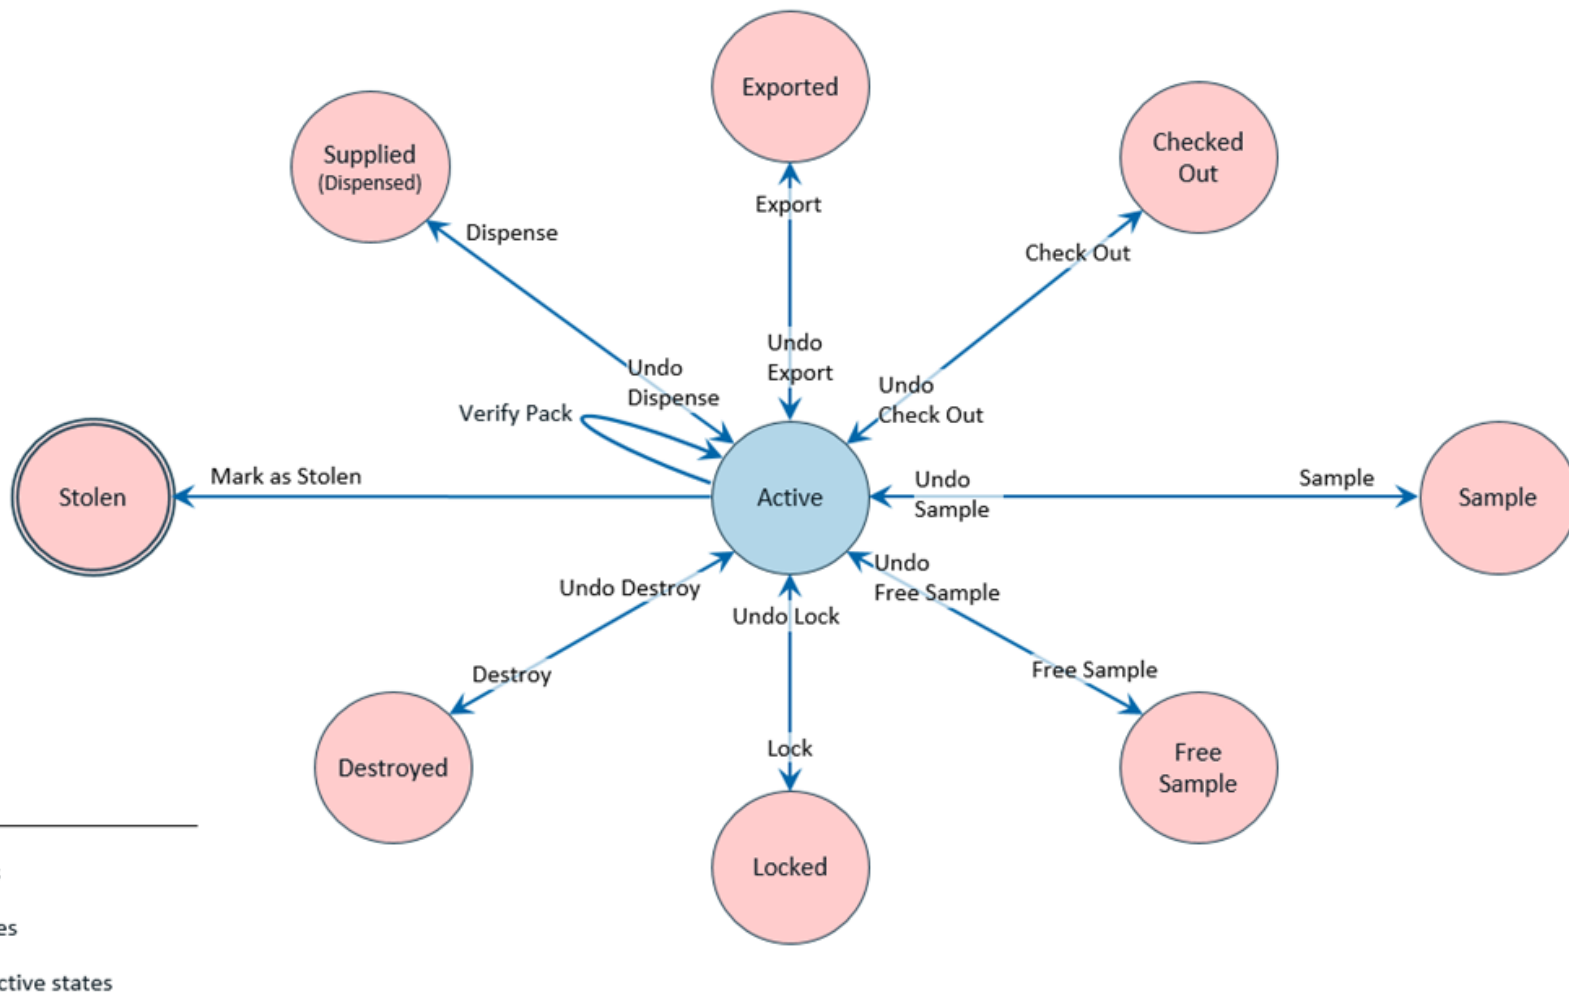 Exported
Checked
Out
Supplied
(Dispensed)
Export
Dispense
Check Out
Undo
Export
Undo
Dispense
Undo
Check Out
Verify Pack
Mark as Stolen
Undo
Sample
Sample
Stolen
Active
Sample
Undo Destroy
Undo
Free Sample
Undo Lock
Destroy
Free Sample
Lock
Destroyed
Free
Sample
Locked
ctive states